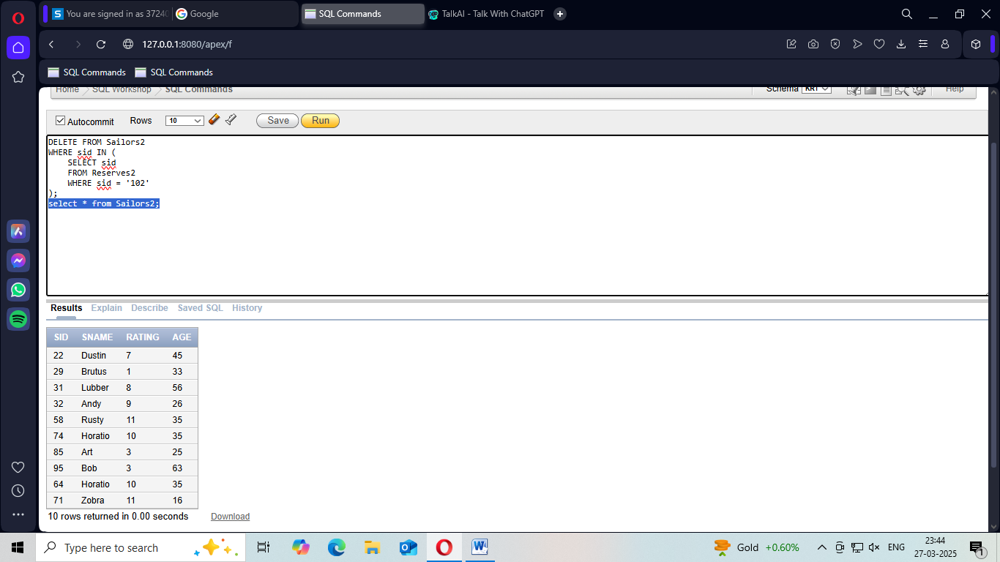 You are signed in as 37240
Google
SQL Commands
TalkAI - Talk With ChatGPT
127.0.0.1:8080/apex/f
SQL Commands
SQL Commands
Home SQL Workshop SQL Commands
Schema KRT
Help
Autocommit Rows 10 Save Run
DELETE FROM Sailors2
WHERE sid IN (
SELECT sid
FROM Reserves2
WHERE sid = '102'
);
select * from Sailors2;
Results Explain Describe Saved SQL History
SID SNAME RATING AGE
22 Dustin 7 45
29 Brutus 1 33
31 Lubber 8 56
32 Andy 9 26
58 Rusty 11 35
74 Horatio 10 35
85 Art 3 25
95 Bob 3 63
64 Horatio 10 35
71 Zobra 11 16
10 rows returned in 0.00 seconds Download
Type here to search
Gold +0.60%
ENG
23:44
27-03-2025
1